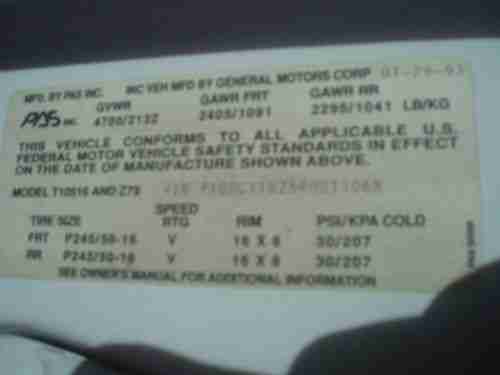 MFD. BY PAS INC. INC VEH MFD BY GENERAL MOTORS CORP
GVWR GAWR FRT GAWR RR
PAS INC. 4700/2132 2405/1091 2295/1041 LB/KG
THIS VEHICLE CONFORMS TO ALL APPLICABLE U.S.
FEDERAL MOTOR VEHICLE SAFETY STANDARDS IN EFFECT
ON THE DATE OF MANUFACTURE SHOWN ABOVE.
MODEL T10516 AND Z79
TIRE SIZE SPEED RTG RIM PSI/KPA COLD
FRT P245/50-16 V 16 X 8 30/207
RR P245/50-16 V 16 X 8 30/207
SEE OWNER'S MANUAL FOR ADDITIONAL INFORMATION